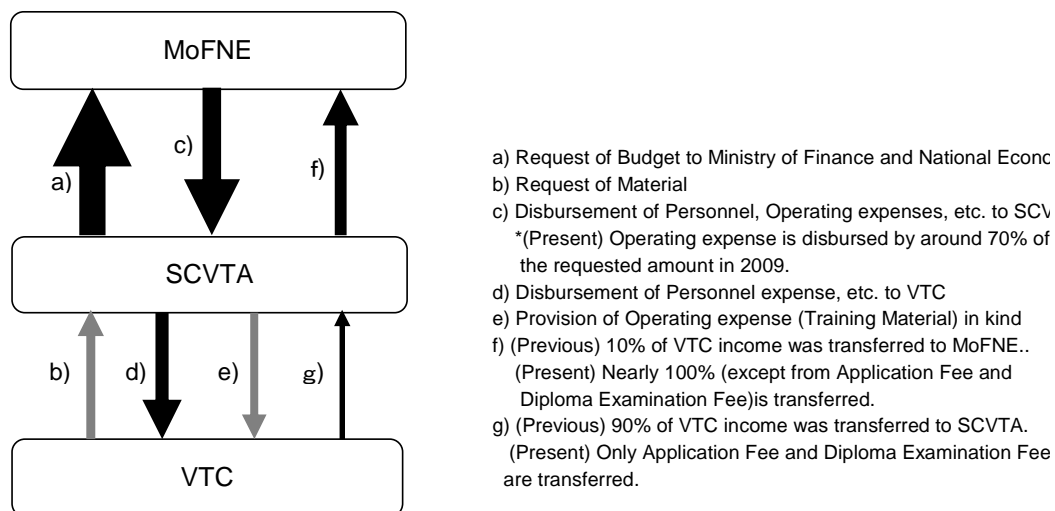 MoFNE
c)
f)
a)
SCVTA
b)
d)
e)
g)
VTC
a) Request of Budget to Ministry of Finance and National Econo
b) Request of Material
c) Disbursement of Personnel, Operating expenses, etc. to SCV
*(Present) Operating expense is disbursed by around 70% of
the requested amount in 2009.
d) Disbursement of Personnel expense, etc. to VTC
e) Provision of Operating expense (Training Material) in kind
f) (Previous) 10% of VTC income was transferred to MoFNE..
(Present) Nearly 100% (except from Application Fee and
Diploma Examination Fee)is transferred.
g) (Previous) 90% of VTC income was transferred to SCVTA.
(Present) Only Application Fee and Diploma Examination Fee
are transferred.